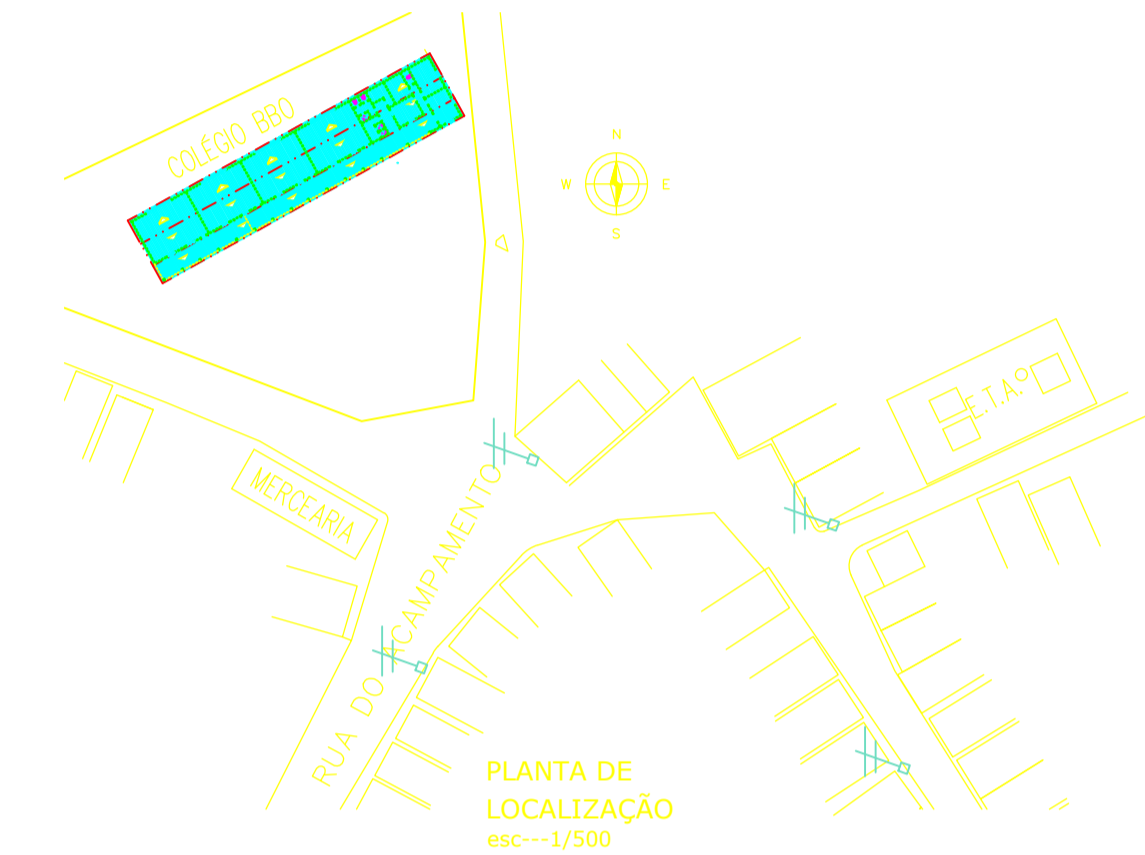 COLÉGIO BBO
N
W E
S
E.T.A.
MERCEARIA
RUA DO ACAMPAMENTO
PLANTA DE
LOCALIZAÇÃO
esc---1/500